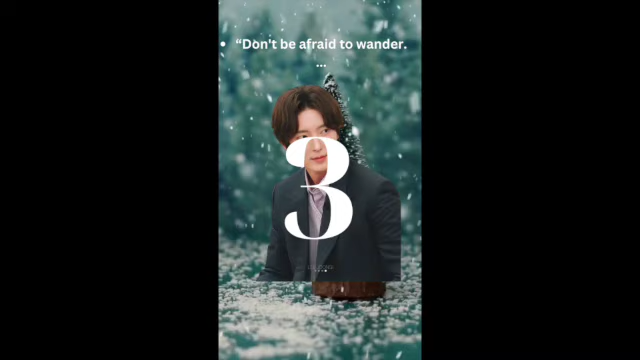 • “Don't be afraid to wander.
...
3